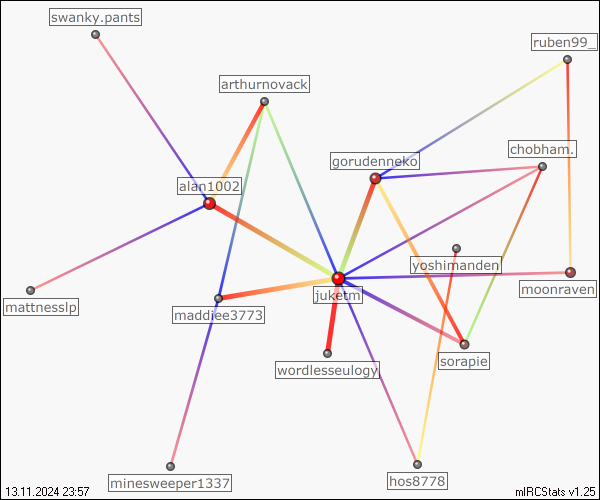 swanky.pants
ruben99_
arthurnovack
chobham.
gorudenneko
alan1002
yoshimanden
moonraven
juketm
mattnesslp
maddiee3773
sorapie
wordlesseulogy
minesweeper1337
hos8778
13.11.2024 23:57
mIRCStats v1.25